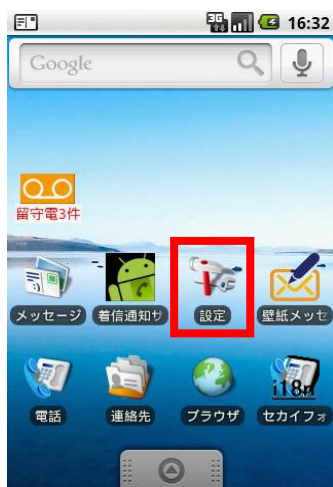 3G 16:32
Google
留守電3件
メッセージ 着信通知サ 設定 壁紙メッセ
i18n
電話 連絡先 ブラウザ セカイフォ